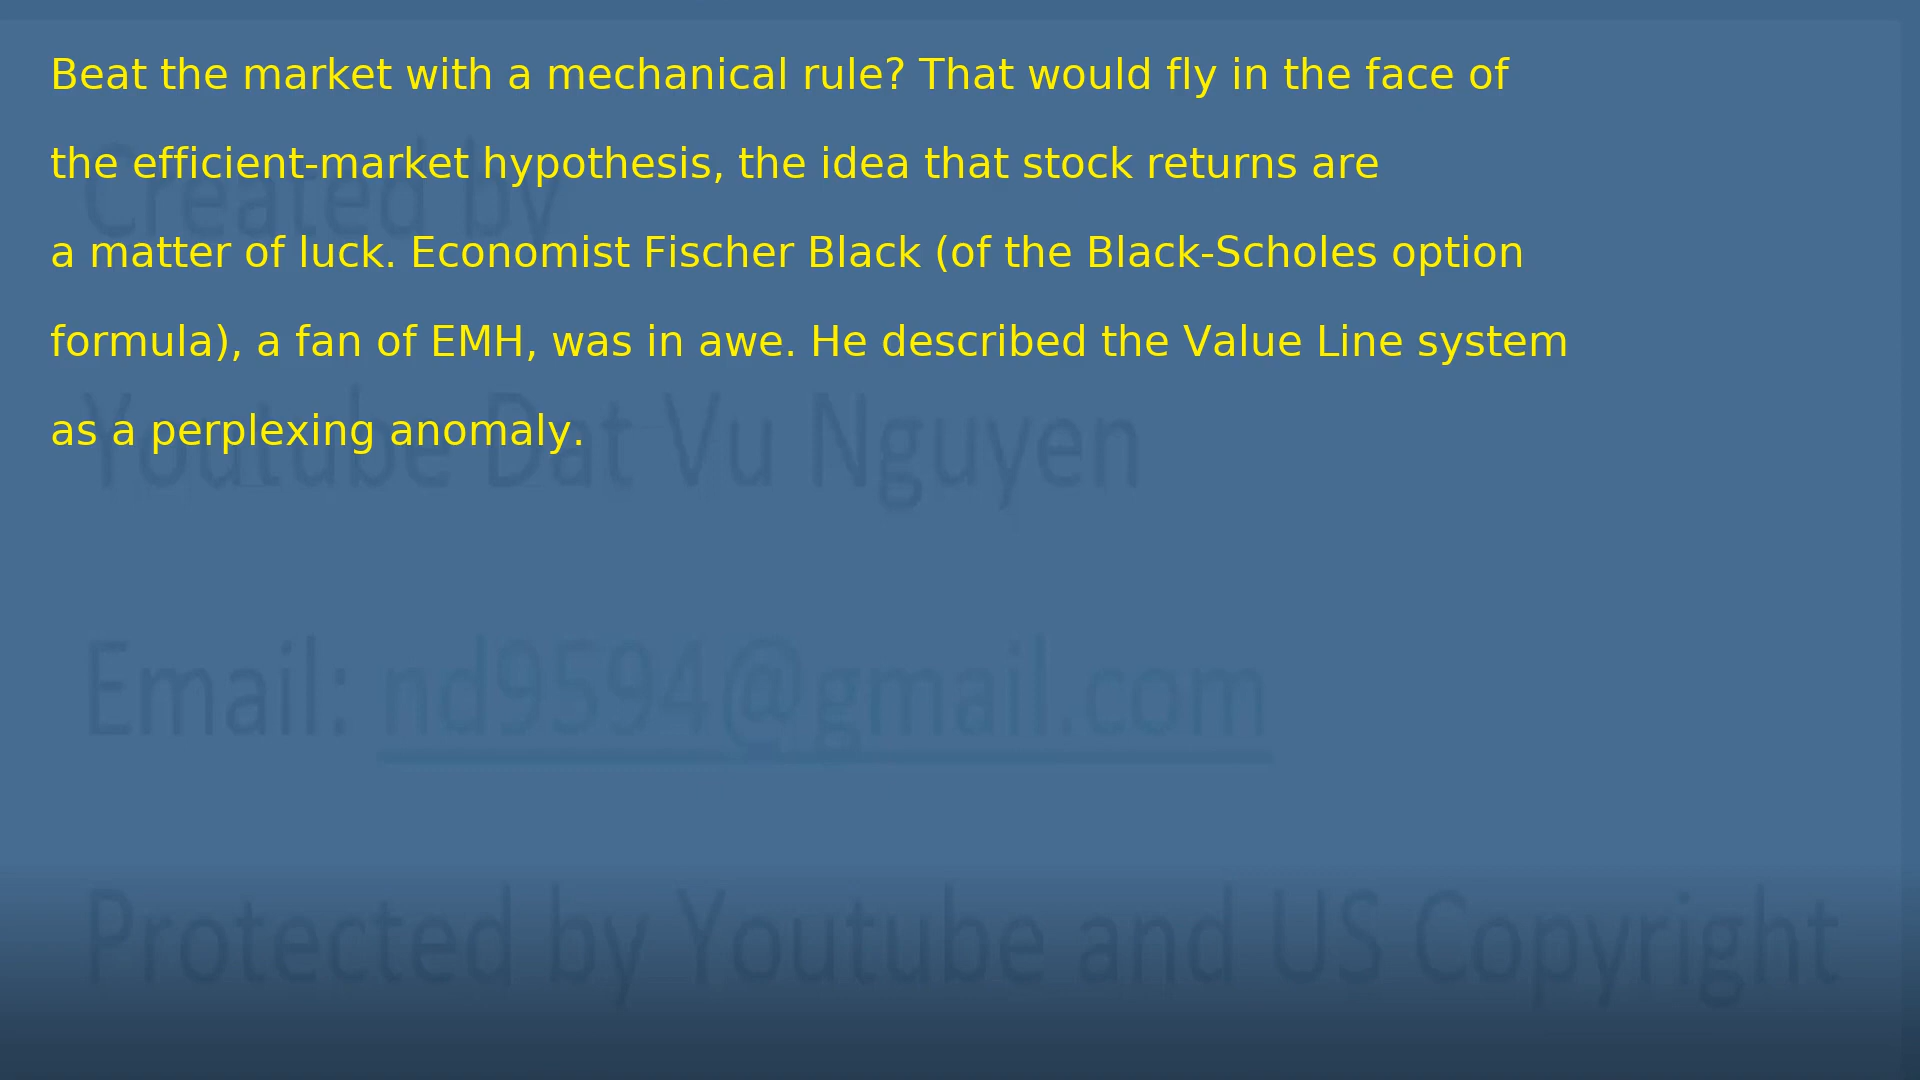 Beat the market with a mechanical rule? That would fly in the face of
the efficient-market hypothesis, the idea that stock returns are
Created by
a matter of luck. Economist Fischer Black (of the Black-Scholes option
formula), a fan of EMH, was in awe. He described the Value Line system
as a perplexing anomaly.
Youtube Dat Vu Nguyen
Email: nd9594@gmail.com
Protected by Youtube and US Copyright